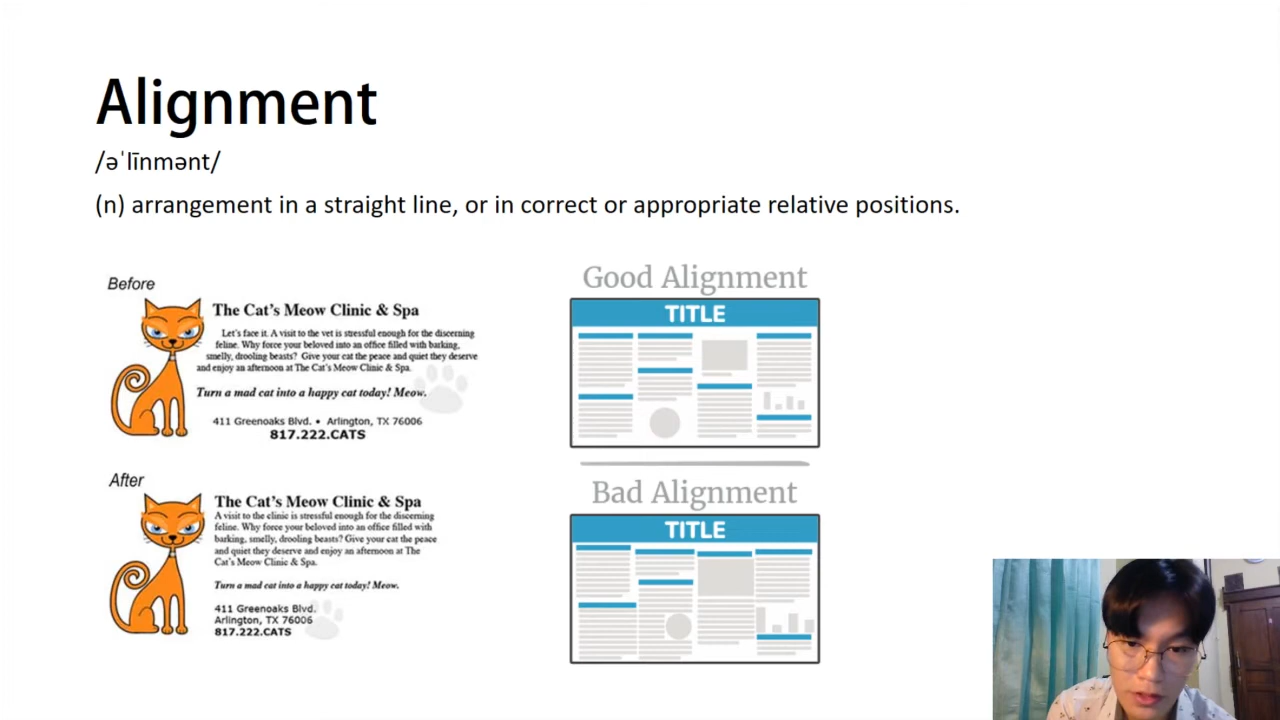 Alignment
/əˈlīnmənt/
(n) arrangement in a straight line, or in correct or appropriate relative positions.
Before
The Cat's Meow Clinic & Spa
Let's face it. A visit to the vet is stressful enough for the discerning
feline. Why force your beloved into an office filled with barking,
smelly, drooling beasts? Give your cat the peace and quiet they deserve
and enjoy an afternoon at The Cat's Meow Clinic & Spa.
Turn a mad cat into a happy cat today! Meow.
411 Greenoaks Blvd. • Arlington, TX 76006
817.222.CATS
After
The Cat's Meow Clinic & Spa
A visit to the clinic is stressful enough for the discerning
feline. Why force your beloved into an office filled with
barking, smelly, drooling beasts? Give your cat the peace
and quiet they deserve and enjoy an afternoon at The
Cat's Meow Clinic & Spa.
Turn a mad cat into a happy cat today! Meow.
411 Greenoaks Blvd.
Arlington, TX 76006
817.222.CATS
Good Alignment
TITLE
Bad Alignment
TITLE